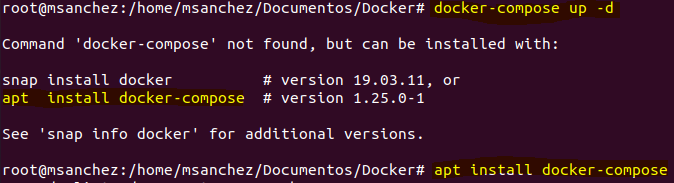 root@msanchez:/home/msanchez/Documentos/Docker# docker-compose up -d
Command 'docker-compose' not found, but can be installed with:
snap install docker          # version 19.03.11, or
apt  install docker-compose  # version 1.25.0-1
See 'snap info docker' for additional versions.
root@msanchez:/home/msanchez/Documentos/Docker# apt install docker-compose